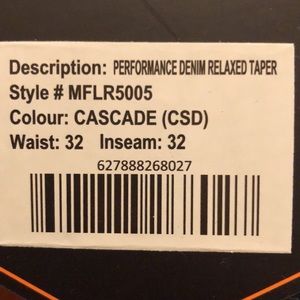 Description: PERFORMANCE DENIM RELAXED TAPER
Style # MFLR5005
Colour: CASCADE (CSD)
Waist: 32 Inseam: 32
627888268027